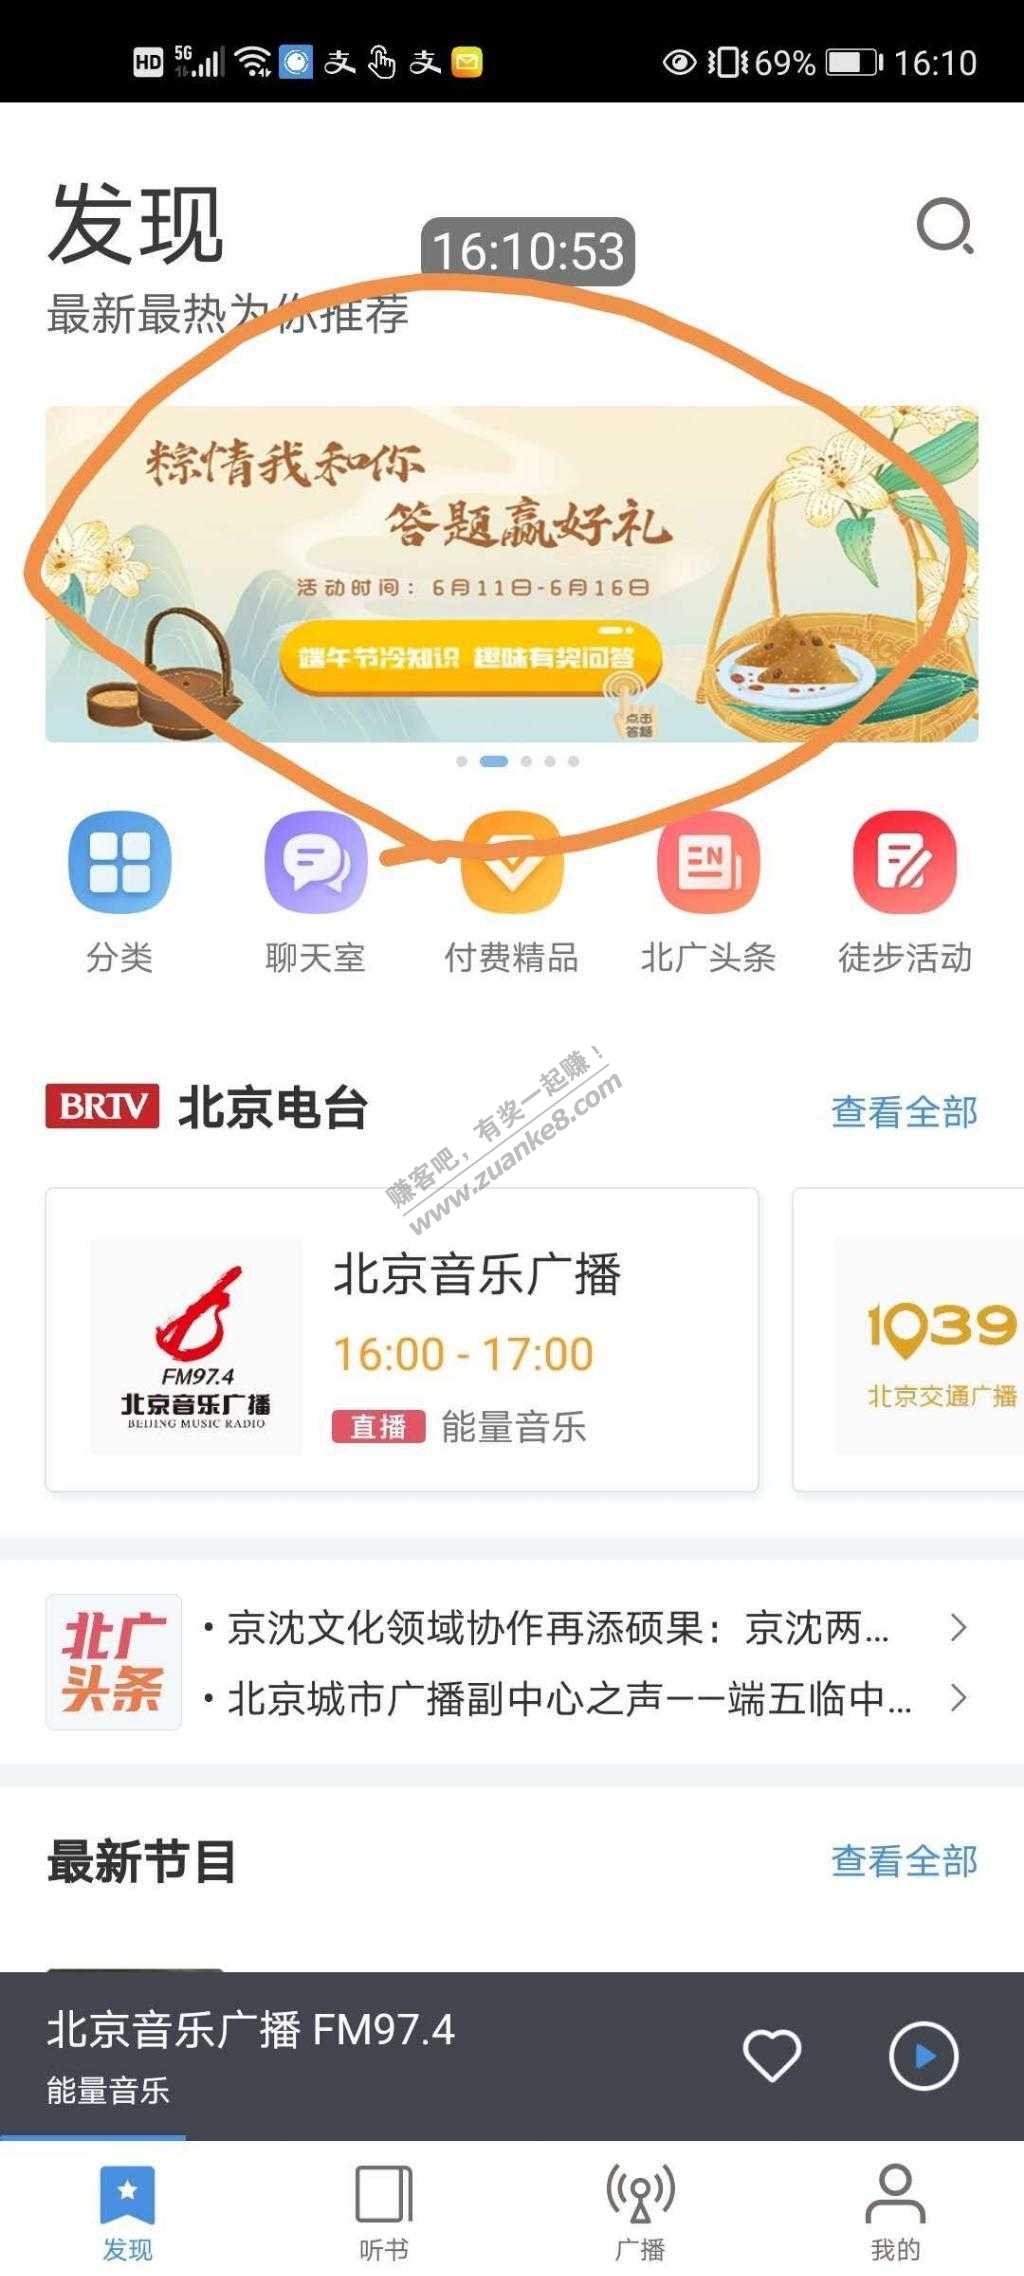 HD 5G 支 支 69% 16:10
发现
16:10:53
最新最热为你推荐
粽情我和你
答题赢好礼
活动时间：6月11日-6月16日
端午节冷知识 趣味有奖问答
点击
答题
分类 聊天室 付费精品 北广头条 徒步活动
EN
BRTV 北京电台 查看全部
赚客吧，有奖一起赚！
www.zuanke8.com
北京音乐广播
16:00 - 17:00
直播 能量音乐
FM97.4
北京音乐广播
BEIJING MUSIC RADIO
1039
北京交通广播
北广
头条
· 京沈文化领域协作再添硕果：京沈两...
· 北京城市广播副中心之声——端五临中...
最新节目 查看全部
北京音乐广播 FM97.4
能量音乐
发现 听书 广播 我的